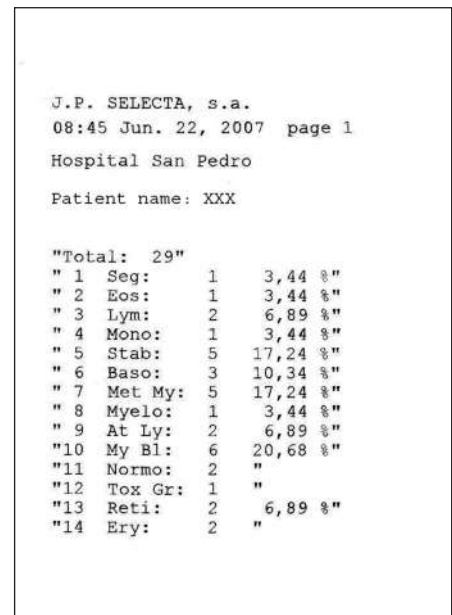 J.P. SELECTA, s.a.
08:45 Jun. 22, 2007 page 1
Hospital San Pedro
Patient name: XXX
"Total: 29"
" 1 Seg: 1 3,44 %"
" 2 Eos: 1 3,44 %"
" 3 Lym: 2 6,89 %"
" 4 Mono: 1 3,44 %"
" 5 Stab: 5 17,24 %"
" 6 Baso: 3 10,34 %"
" 7 Met My: 5 17,24 %"
" 8 Myelo: 1 3,44 %"
" 9 At Ly: 2 6,89 %"
"10 My Bl: 6 20,68 %"
"11 Normo: 2 "
"12 Tox Gr: 1 "
"13 Reti: 2 6,89 %"
"14 Ery: 2 "